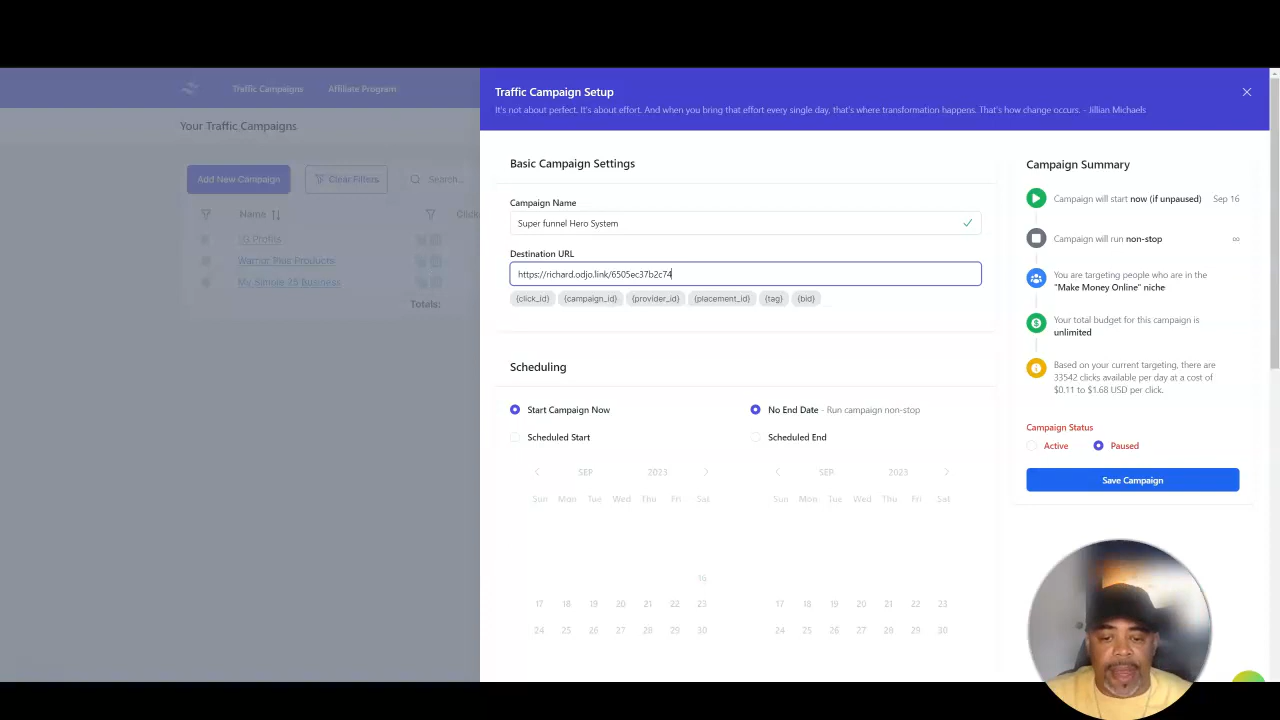 Traffic Campaigns
Affiliate Program
Your Traffic Campaigns
Add New Campaign
Clear Filters
Search...
Name
1G Profits
Warrior Plus Products
My Simple 25 Business
Totals:
Traffic Campaign Setup
It's not about perfect. It's about effort. And when you bring that effort every single day, that's where transformation happens. That's how change occurs. - Jillian Michaels
Basic Campaign Settings
Campaign Name
Super funnel Hero System
Destination URL
https://richard.odjo.link/6505ec37b2c74
{click_id} {campaign_id} {provider_id} {placement_id} {tag} {bid}
Scheduling
Start Campaign Now
No End Date - Run campaign non-stop
Scheduled Start
Scheduled End
SEP 2023
SEP 2023
Sun Mon Tue Wed Thu Fri Sat
Sun Mon Tue Wed Thu Fri Sat
16
17 18 19 20 21 22 23
17 18 19 20 21 22 23
24 25 26 27 28 29 30
24 25 26 27 28 29 30
Campaign Summary
Campaign will start now (if unpaused) Sep 16
Campaign will run non-stop ∞
You are targeting people who are in the
"Make Money Online" niche
Your total budget for this campaign is
unlimited
Based on your current targeting, there are
33542 clicks available per day at a cost of
$0.11 to $1.68 USD per click.
Campaign Status
Active
Paused
Save Campaign